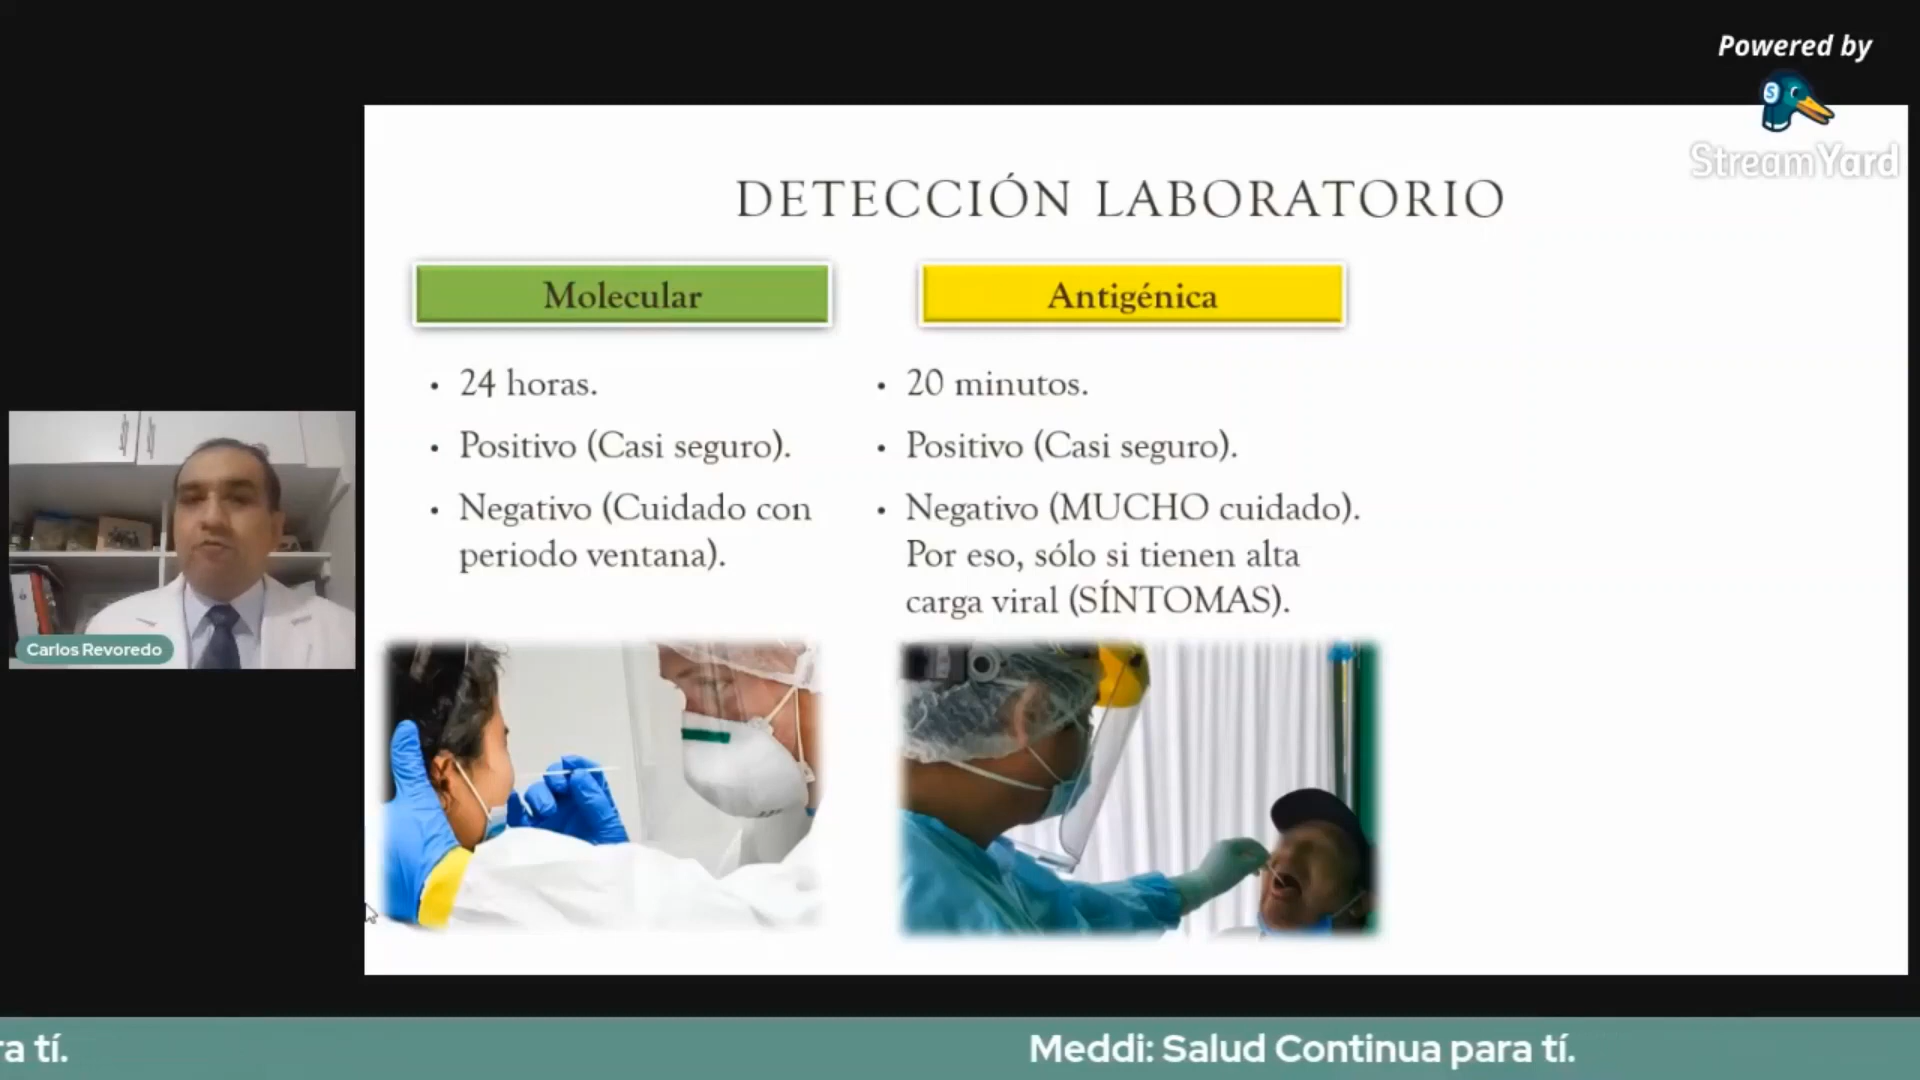 Powered by
StreamYard
DETECCIÓN LABORATORIO
Molecular
• 24 horas.
• Positivo (Casi seguro).
• Negativo (Cuidado con
periodo ventana).
Antigénica
• 20 minutos.
• Positivo (Casi seguro).
• Negativo (MUCHO cuidado).
Por eso, sólo si tienen alta
carga viral (SÍNTOMAS).
Carlos Revoredo
ra tí.
Meddi: Salud Continua para tí.